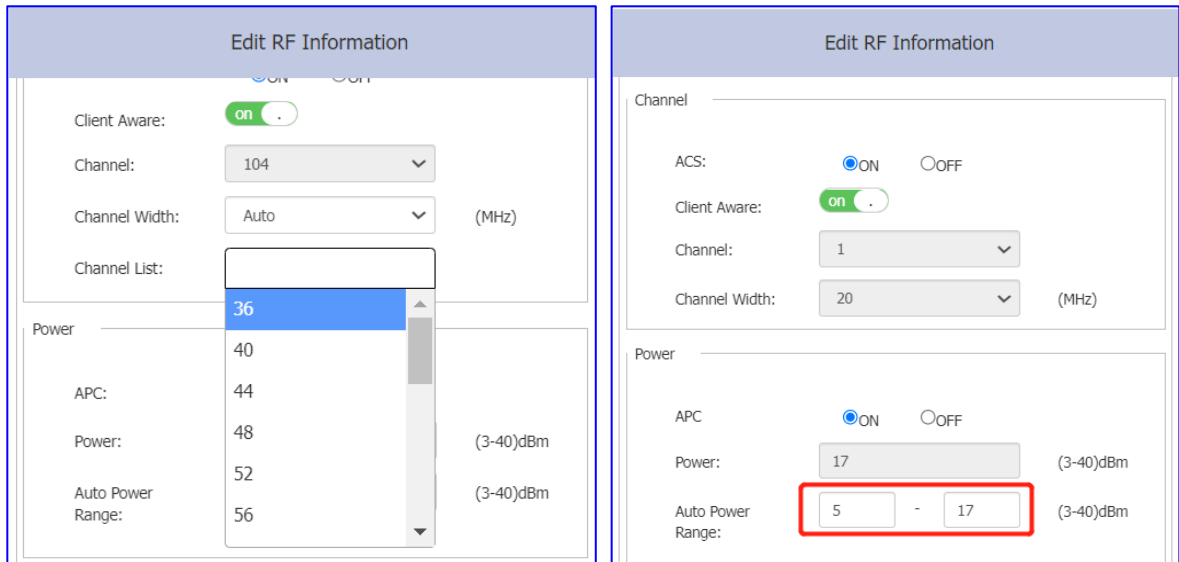 Edit RF Information
ON OFF
Client Aware: on .
Channel: 104
Channel Width: Auto (MHz)
Channel List:
36
40
44
48
52
56
Power
APC:
Power: (3-40)dBm
Auto Power Range: (3-40)dBm
Edit RF Information
Channel
ACS: ON OFF
Client Aware: on .
Channel: 1
Channel Width: 20 (MHz)
Power
APC ON OFF
Power: 17 (3-40)dBm
Auto Power Range: 5 - 17 (3-40)dBm